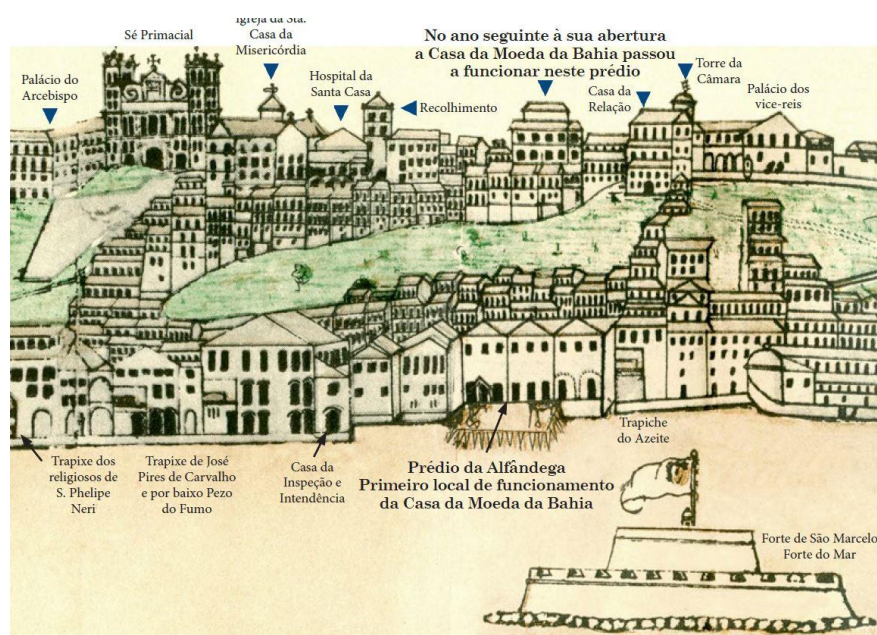 Sé Primacial
Igreja da Sta.
Casa da
Misericórdia
No ano seguinte à sua abertura
a Casa da Moeda da Bahia passou
a funcionar neste prédio
Palácio do
Arcebispo
Hospital da
Santa Casa
Recolhimento
Casa da
Relação
Torre da
Câmara
Palácio dos
vice-reis
Trapixe dos
religiosos de
S. Phelipe
Neri
Trapixe de José
Pires de Carvalho
e por baixo Pezo
do Fumo
Casa da
Inspeção e
Intendência
Prédio da Alfândega
Primeiro local de funcionamento
da Casa da Moeda da Bahia
Trapiche
do Azeite
Forte de São Marcelo
Forte do Mar